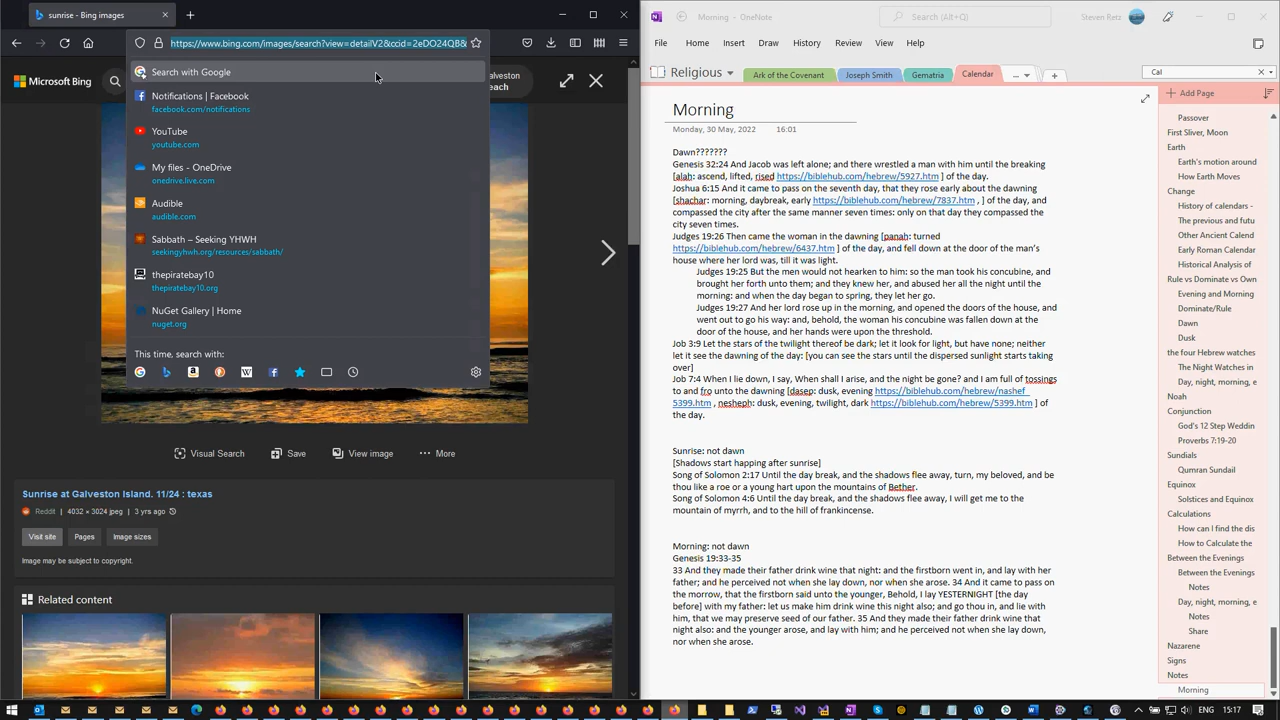 sunrise - Bing images
https://www.bing.com/images/search?view=detailV2&ccid=2eDO24QB&
Search with Google
Notifications | Facebook
facebook.com/notifications
YouTube
youtube.com
My files - OneDrive
onedrive.live.com
Audible
audible.com
Sabbath – Seeking YHWH
seekingyhwh.org/resources/sabbath/
thepiratebay10
thepiratebay10.org
NuGet Gallery | Home
nuget.org
This time, search with:
Microsoft Bing
Galveston
each
Visual Search
Save
View image
More
Sunrise at Galveston Island. 11/24 : texas
Reddit | 4032 × 3024 jpeg | 3 yrs ago
Visit site
Pages
Image sizes
Image may be subject to copyright.
Related content
Morning - OneNote
Search (Alt+Q)
Steven Retz
File Home Insert Draw History Review View Help
Religious
Ark of the Covenant
Joseph Smith
Gematria
Calendar
...
Cal
Morning
Monday, 30 May, 2022 16:01
Dawn???????
Genesis 32:24 And Jacob was left alone; and there wrestled a man with him until the breaking
[alah: ascend, lifted, rised https://biblehub.com/hebrew/5927.htm ] of the day.
Joshua 6:15 And it came to pass on the seventh day, that they rose early about the dawning
[shachar: morning, daybreak, early https://biblehub.com/hebrew/7837.htm , ] of the day, and
compassed the city after the same manner seven times: only on that day they compassed the
city seven times.
Judges 19:26 Then came the woman in the dawning [panah: turned
https://biblehub.com/hebrew/6437.htm ] of the day, and fell down at the door of the man's
house where her lord was, till it was light.
Judges 19:25 But the men would not hearken to him: so the man took his concubine, and
brought her forth unto them; and they knew her, and abused her all the night until the
morning: and when the day began to spring, they let her go.
Judges 19:27 And her lord rose up in the morning, and opened the doors of the house, and
went out to go his way: and, behold, the woman his concubine was fallen down at the
door of the house, and her hands were upon the threshold.
Job 3:9 Let the stars of the twilight thereof be dark; let it look for light, but have none; neither
let it see the dawning of the day: [you can see the stars until the dispersed sunlight starts taking
over]
Job 7:4 When I lie down, I say, When shall I arise, and the night be gone? and I am full of tossings
to and fro unto the dawning [dasep: dusk, evening https://biblehub.com/hebrew/nashef_
5399.htm , nesheph: dusk, evening, twilight, dark https://biblehub.com/hebrew/5399.htm ] of
the day.
Sunrise: not dawn
[Shadows start happing after sunrise]
Song of Solomon 2:17 Until the day break, and the shadows flee away, turn, my beloved, and be
thou like a roe or a young hart upon the mountains of Bether.
Song of Solomon 4:6 Until the day break, and the shadows flee away, I will get me to the
mountain of myrrh, and to the hill of frankincense.
Morning: not dawn
Genesis 19:33-35
33 And they made their father drink wine that night: and the firstborn went in, and lay with her
father; and he perceived not when she lay down, nor when she arose. 34 And it came to pass on
the morrow, that the firstborn said unto the younger, Behold, I lay YESTERNIGHT [the day
before] with my father: let us make him drink wine this night also; and go thou in, and lie with
him, that we may preserve seed of our father. 35 And they made their father drink wine that
night also: and the younger arose, and lay with him; and he perceived not when she lay down,
nor when she arose.
Add Page
Passover
First Sliver, Moon
Earth
Earth's motion around
How Earth Moves
Change
History of calendars -
The previous and futu
Other Ancient Calend
Early Roman Calendar
Historical Analysis of
Rule vs Dominate vs Own
Evening and Morning
Dominate/Rule
Dawn
Dusk
the four Hebrew watches
The Night Watches in
Day, night, morning, e
Noah
Conjunction
God's 12 Step Weddin
Proverbs 7:19-20
Sundials
Qumran Sundail
Equinox
Solstices and Equinox
Calculations
How can I find the dis
How to Calculate the
Between the Evenings
Between the Evenings
Notes
Day, night, morning, e
Notes
Share
Nazarene
Signs
Notes
Morning
ENG 15:17